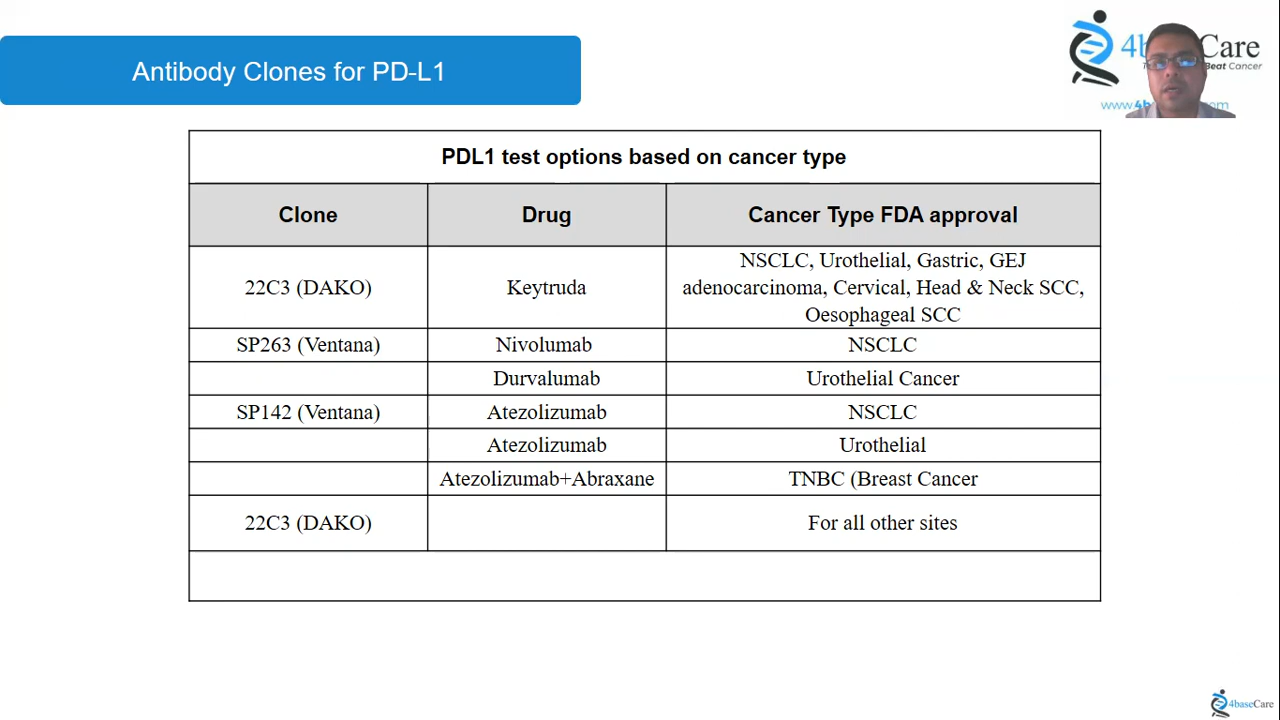 Antibody Clones for PD-L1
4b Care
Beat Cancer
PDL1 test options based on cancer type
Clone Drug Cancer Type FDA approval
22C3 (DAKO) Keytruda NSCLC, Urothelial, Gastric, GEJ
adenocarcinoma, Cervical, Head & Neck SCC,
Oesophageal SCC
SP263 (Ventana) Nivolumab NSCLC
Durvalumab Urothelial Cancer
SP142 (Ventana) Atezolizumab NSCLC
Atezolizumab Urothelial
Atezolizumab+Abraxane TNBC (Breast Cancer
22C3 (DAKO) For all other sites
4baseCare